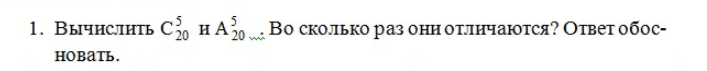 1. Вычислить C⁵₂₀ и A⁵₂₀ . Во сколько раз они отличаются? Ответ обос-
новать.